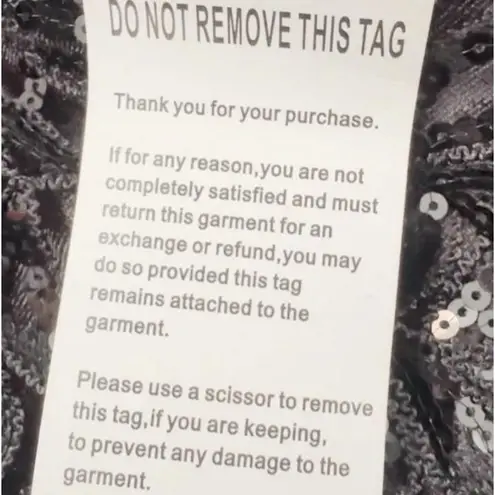 DO NOT REMOVE THIS TAG
Thank you for your purchase.
If for any reason,you are not
completely satisfied and must
return this garment for an
exchange or refund,you may
do so provided this tag
remains attached to the
garment.
Please use a scissor to remove
this tag,if you are keeping,
to prevent any damage to the
garment.